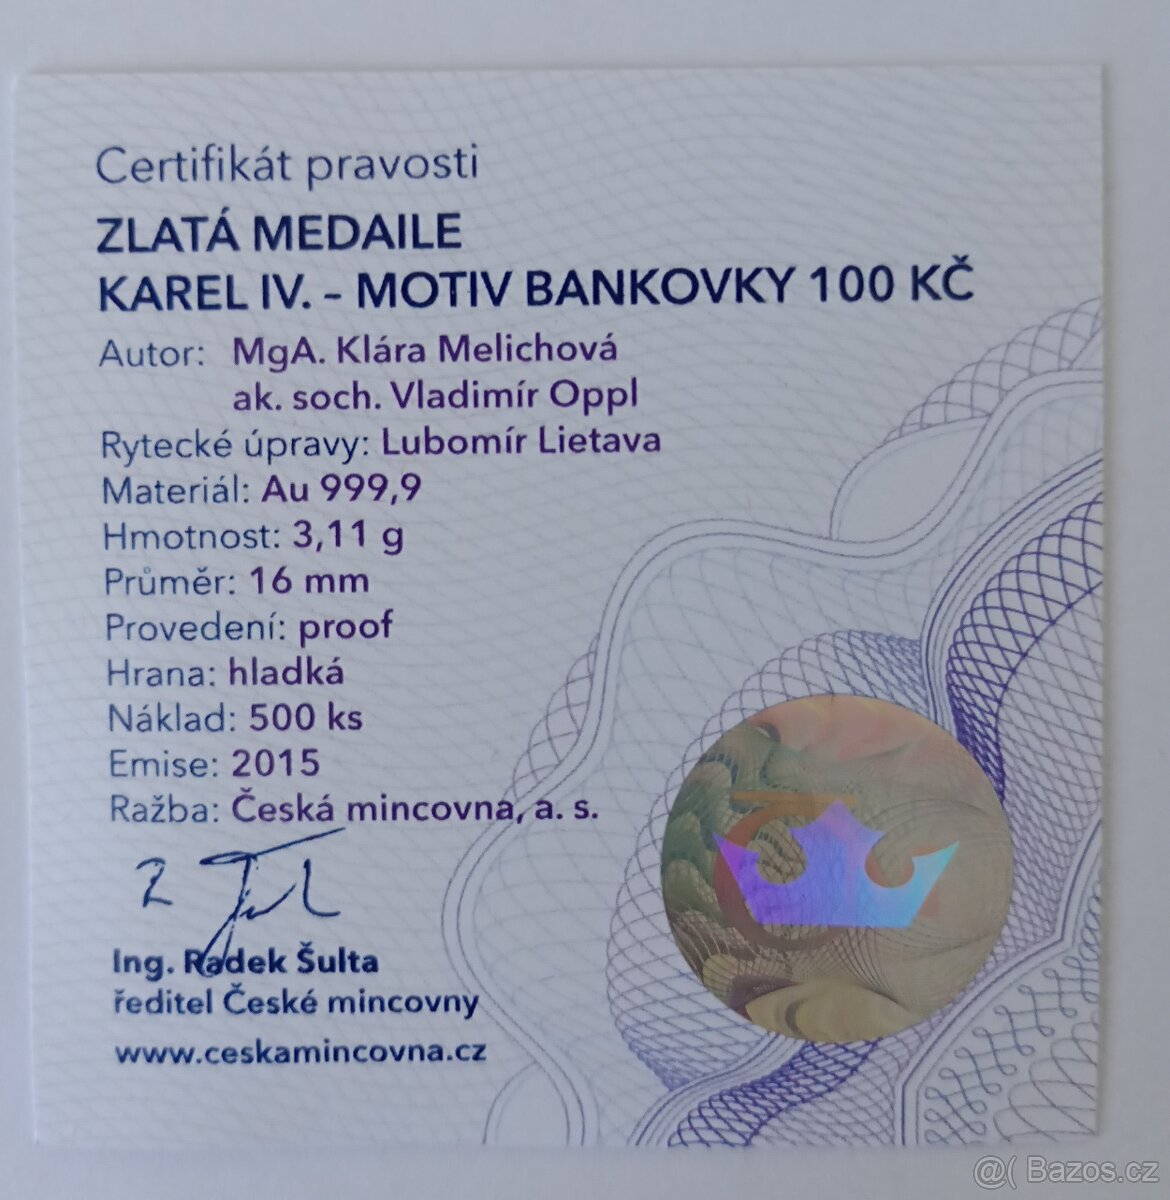 Certifikát pravosti
ZLATÁ MEDAILE
KAREL IV. – MOTIV BANKOVKY 100 KČ
Autor: MgA. Klára Melichová
ak. soch. Vladimír Oppl
Rytecké úpravy: Lubomír Lietava
Materiál: Au 999,9
Hmotnost: 3,11 g
Průměr: 16 mm
Provedení: proof
Hrana: hladká
Náklad: 500 ks
Emise: 2015
Ražba: Česká mincovna, a. s.
Ing. Radek Šulta
ředitel České mincovny
www.ceskamincovna.cz
@( Bazos.cz